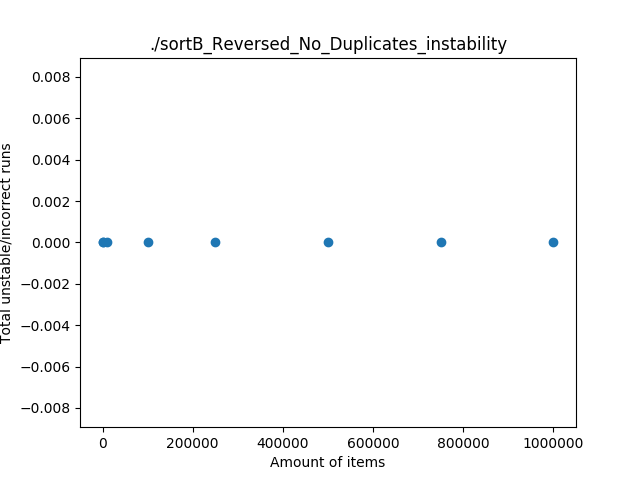 ./sortB_Reversed_No_Duplicates_instability
Total unstable/incorrect runs
0.008
0.006
0.004
0.002
0.000
−0.002
−0.004
−0.006
−0.008
0 200000 400000 600000 800000 1000000
Amount of items